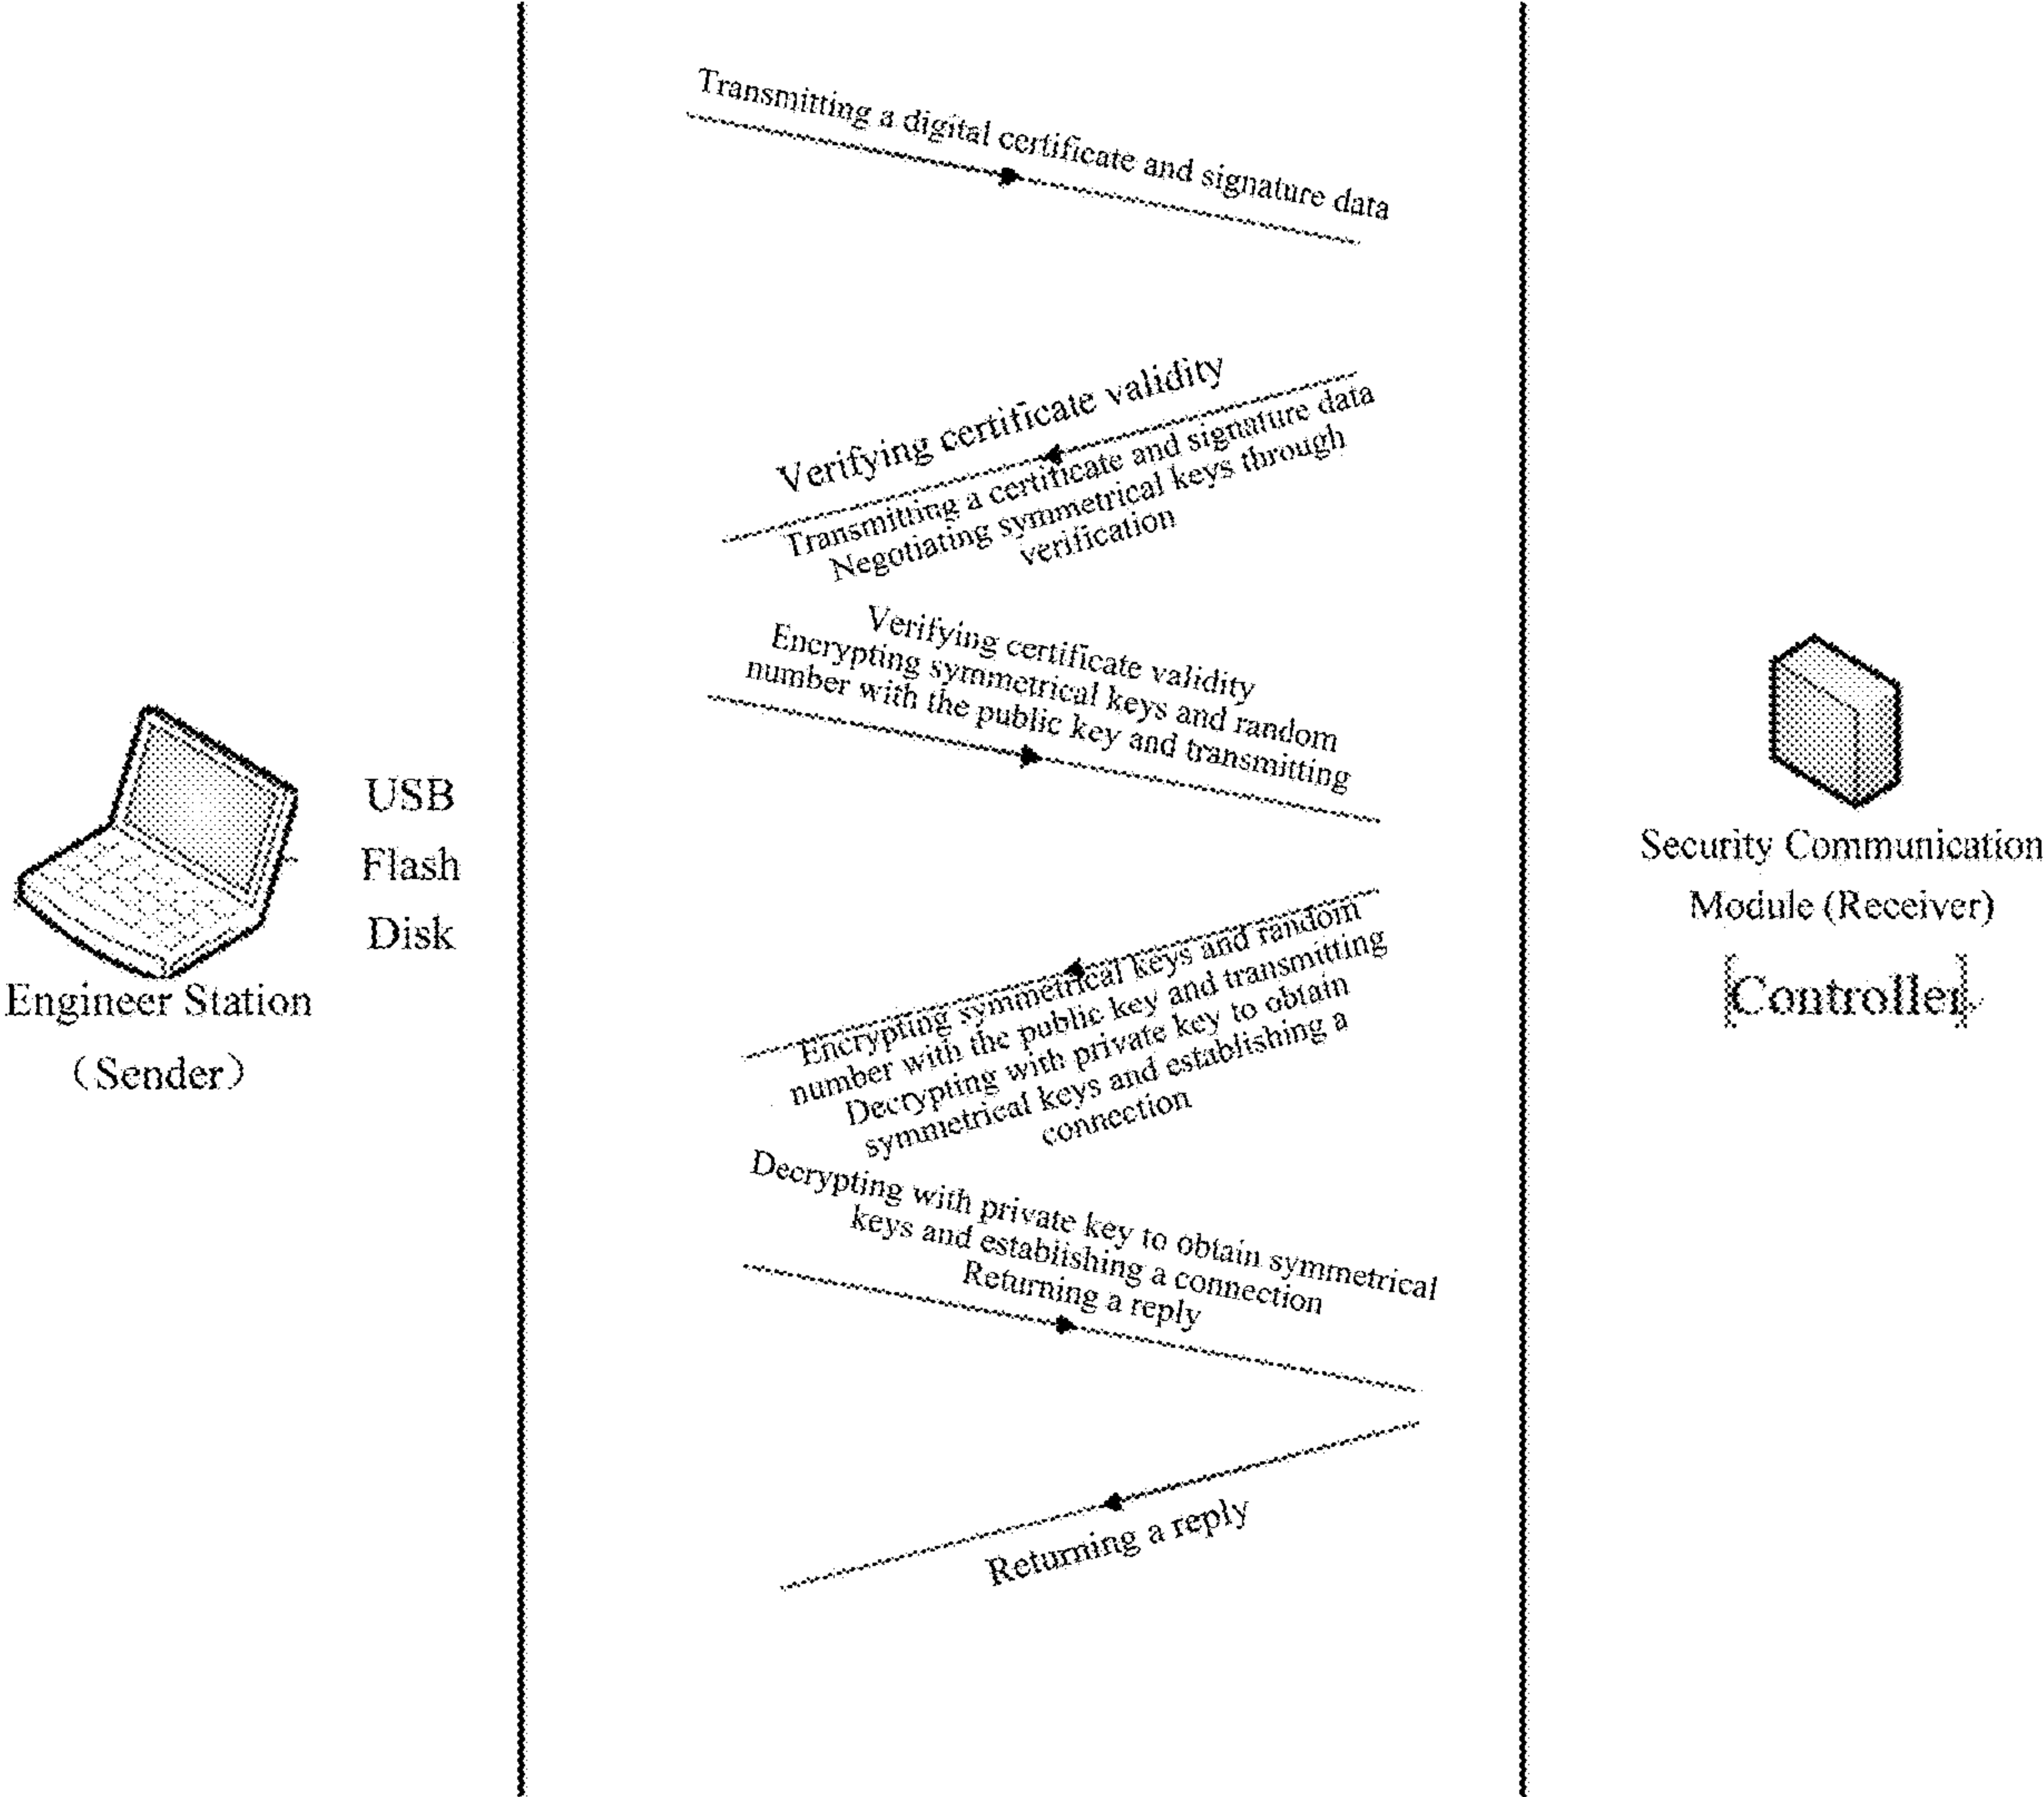 Transmitting a digital certificate and signature data
Verifying certificate validity
Transmitting a certificate and signature data
Negotiating symmetrical keys through
verification
Verifying certificate validity
Encrypting symmetrical keys and random
number with the public key and transmitting
USB
Flash
Disk
Engineer Station
（Sender）
Security Communication
Module (Receiver)
Controller
Encrypting symmetrical keys and random
number with the public key and transmitting
Decrypting with private key to obtain
symmetrical keys and establishing a
connection
Decrypting with private key to obtain symmetrical
keys and establishing a connection
Returning a reply
Returning a reply